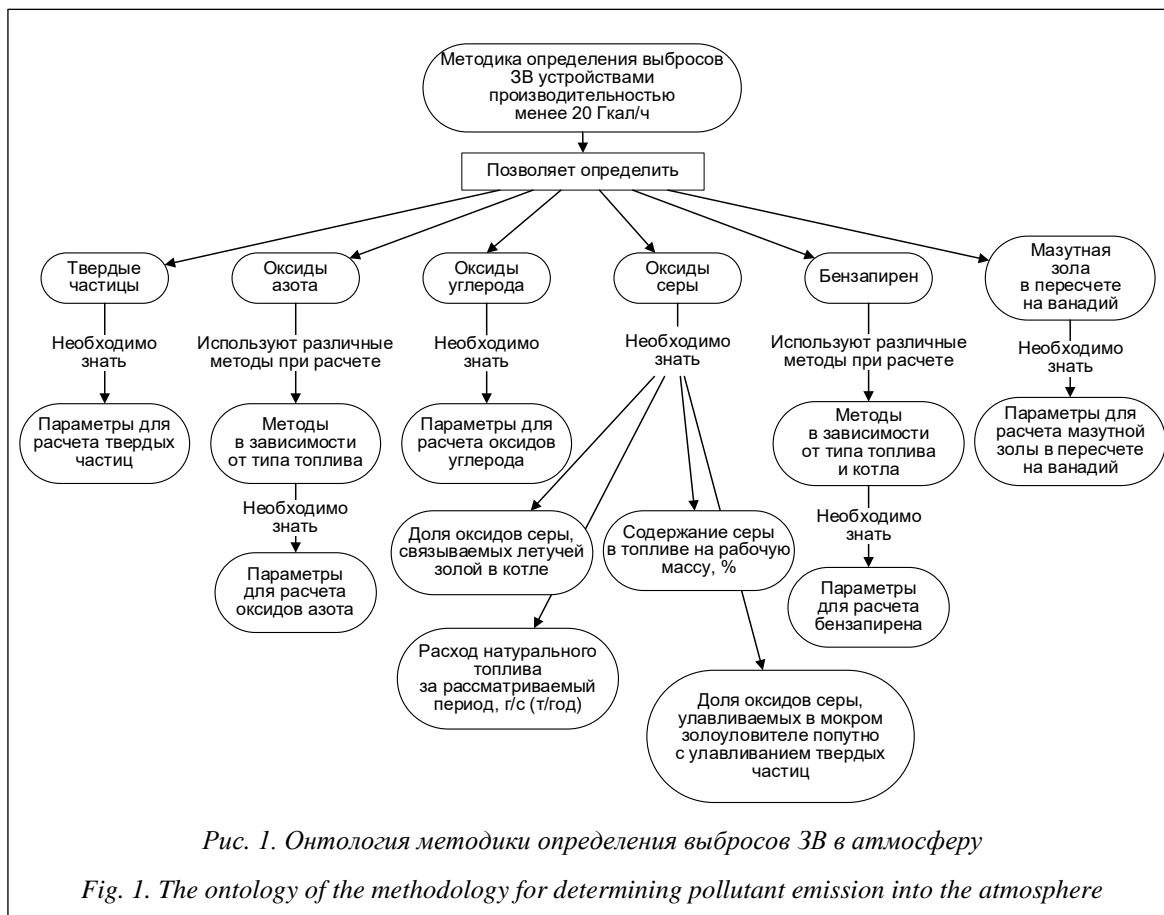 Методика определения выбросов
ЗВ устройствами
производительностью
менее 20 Гкал/ч
Позволяет определить
Твердые
частицы
Оксиды
азота
Оксиды
углерода
Оксиды
серы
Бензапирен
Мазутная
зола
в пересчете
на ванадий
Необходимо
знать
Используют различные
методы при расчете
Необходимо
знать
Необходимо
знать
Используют различные
методы при расчете
Необходимо
знать
Параметры для
расчета твердых
частиц
Методы
в зависимости
от типа топлива
Параметры для
расчета оксидов
углерода
Методы
в зависимости
от типа топлива
и котла
Параметры для
расчета мазутной
золы в пересчете
на ванадий
Необходимо
знать
Доля оксидов серы,
связываемых летучей
золой в котле
Содержание серы
в топливе на рабочую
массу, %
Необходимо
знать
Параметры
для расчета
оксидов азота
Параметры
для расчета
бензапирена
Расход натурального
топлива
за рассматриваемый
период, г/с (т/год)
Доля оксидов серы,
улавливаемых в мокром
золоуловителе попутно
с улавливанием твердых
частиц
Рис. 1. Онтология методики определения выбросов ЗВ в атмосферу
Fig. 1. The ontology of the methodology for determining pollutant emission into the atmosphere